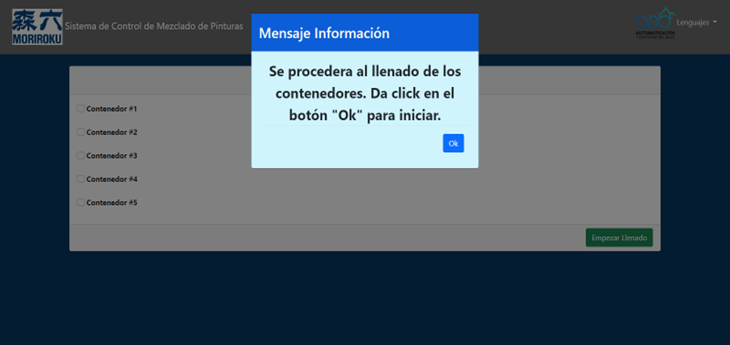 森六
MORIROKU
Sistema de Control de Mezclado de Pinturas
Lenguajes
Mensaje Información
Se procedera al llenado de los
contenedores. Da click en el
botón "Ok" para iniciar.
Ok
Contenedor #1
Contenedor #2
Contenedor #3
Contenedor #4
Contenedor #5
Empezar Llenado